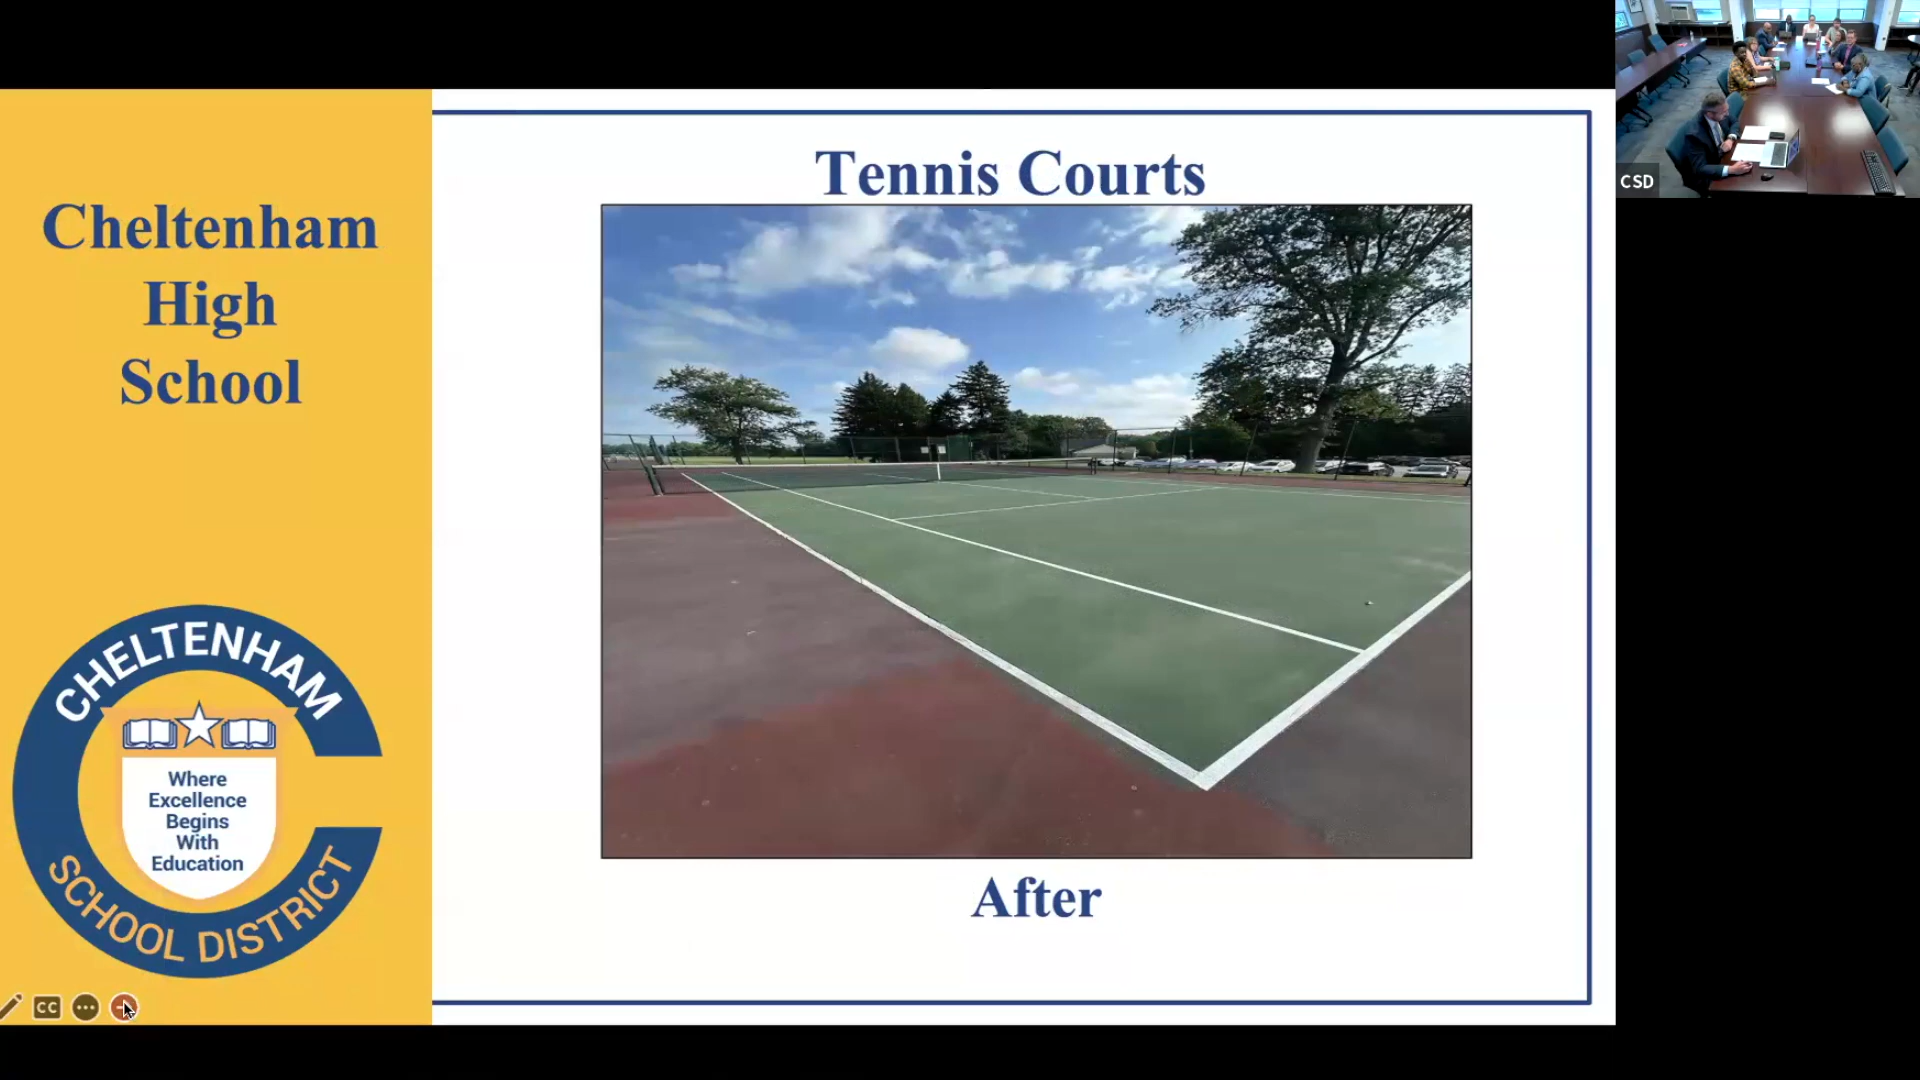 Tennis Courts
Cheltenham
High
School
After
CHELTENHAM
Where
Excellence
Begins
With
Education
SCHOOL DISTRICT
CC
CSD